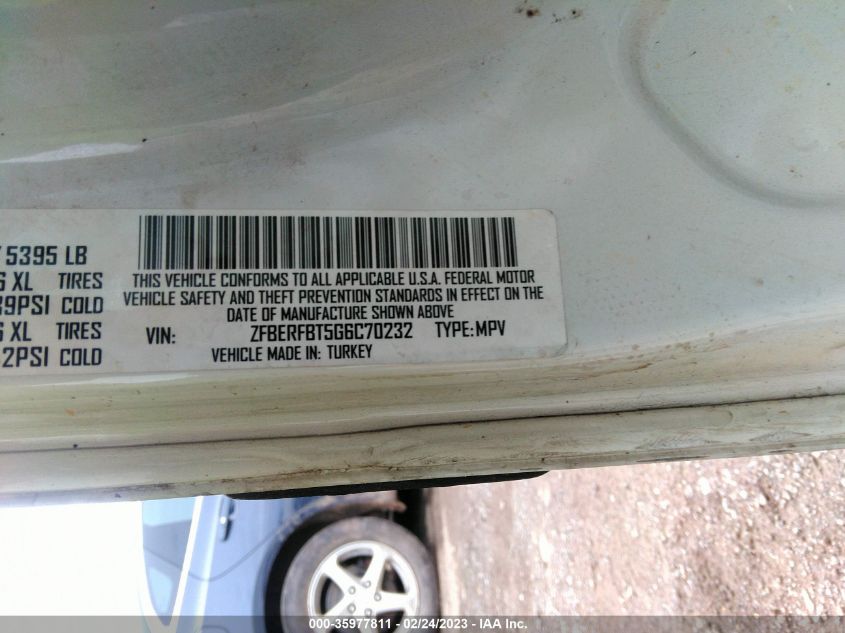 5395 LB
XL TIRES
39PSI COLD
XL TIRES
2PSI COLD
THIS VEHICLE CONFORMS TO ALL APPLICABLE U.S.A. FEDERAL MOTOR
VEHICLE SAFETY AND THEFT PREVENTION STANDARDS IN EFFECT ON THE
DATE OF MANUFACTURE SHOWN ABOVE
VIN: ZFBERFBT5G6C70232 TYPE: MPV
VEHICLE MADE IN: TURKEY
000-35977811 - 02/24/2023 - IAA Inc.